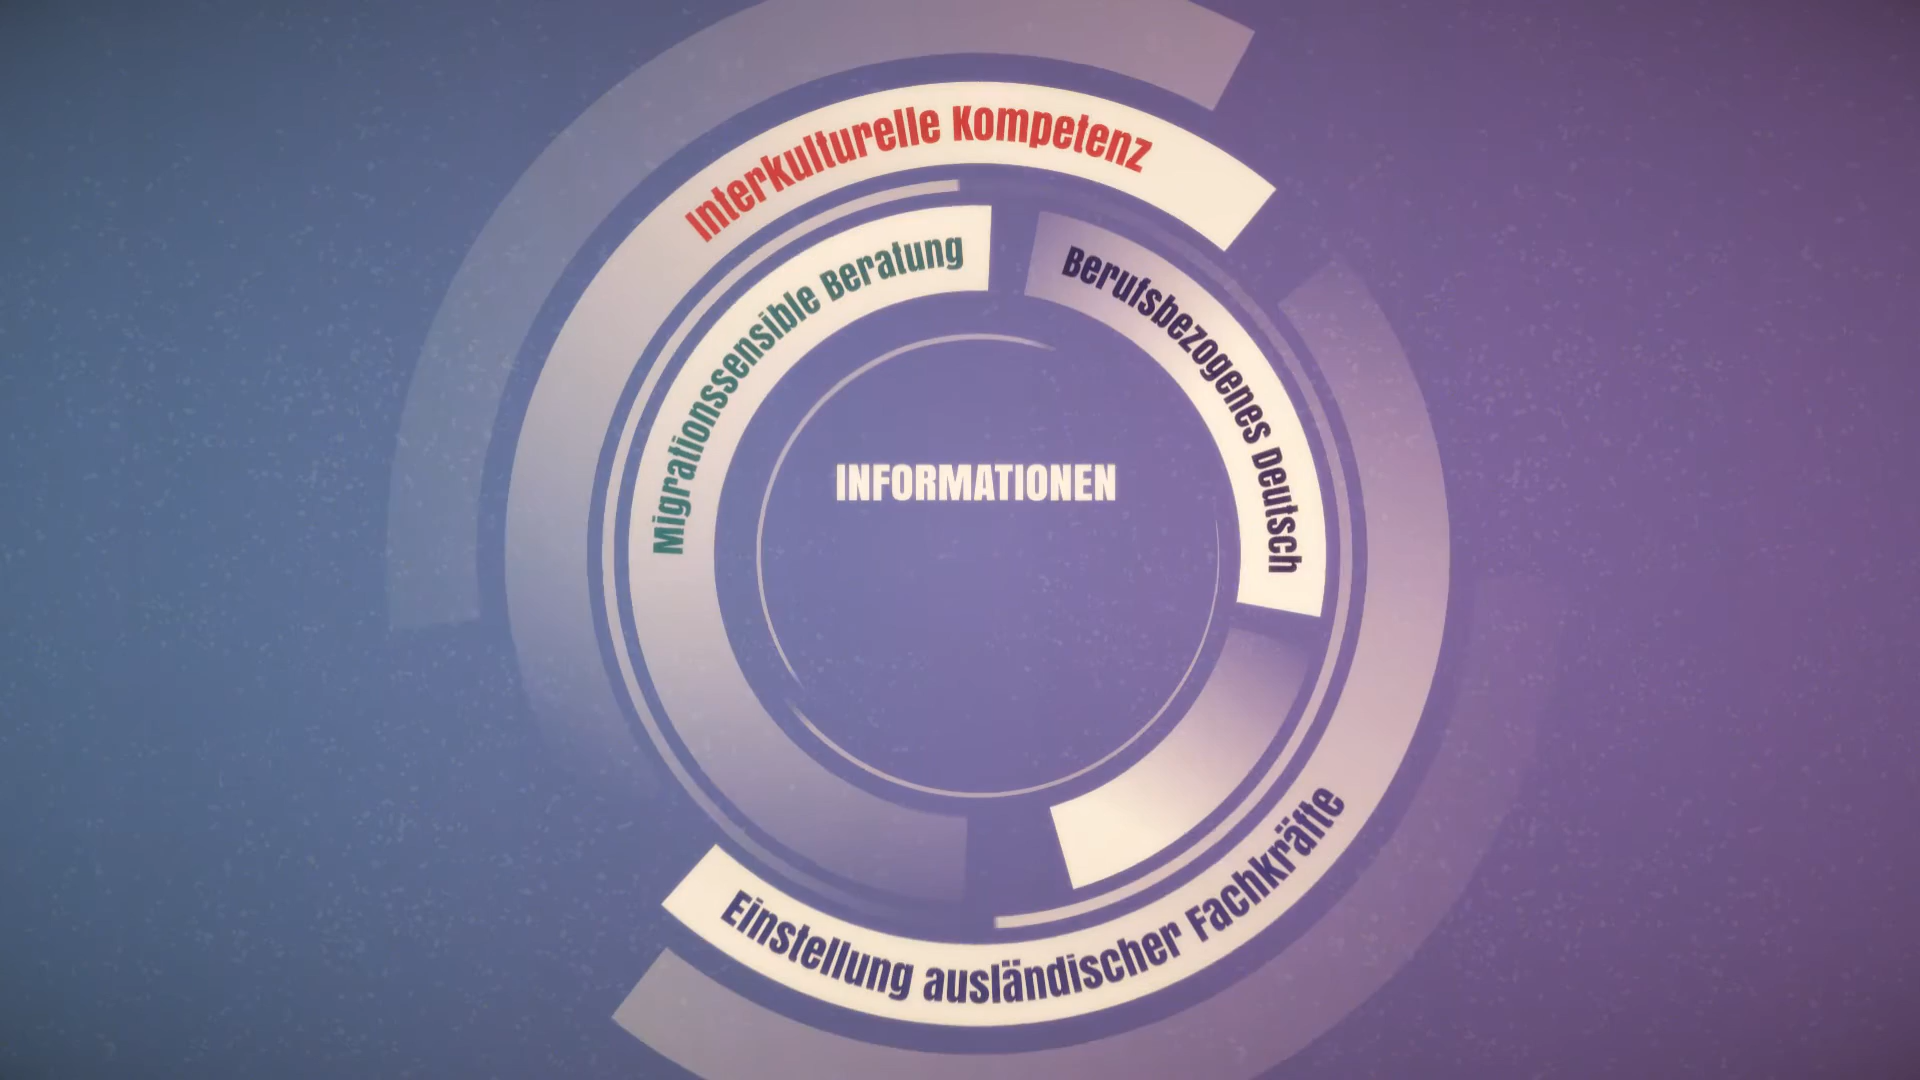 Interkulturelle Kompetenz
Migrationssensible Beratung
Berufsbezogenes Deutsch
INFORMATIONEN
Einstellung ausländischer Fachkräfte